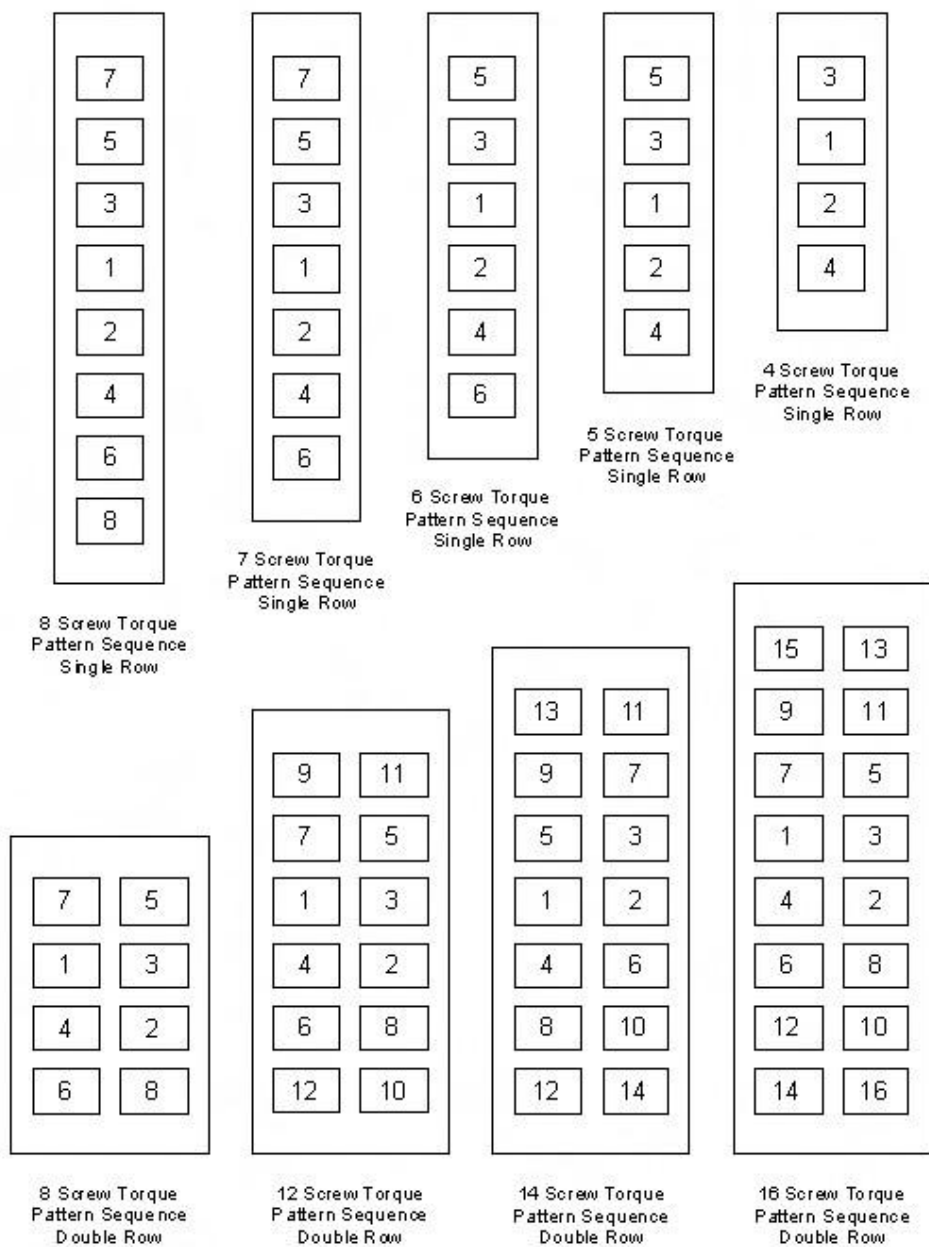 7
5
3
1
2
4
6
8
8 Screw Torque
Pattern Sequence
Single Row
7
5
3
1
2
4
6
7 Screw Torque
Pattern Sequence
Single Row
5
3
1
2
4
6
6 Screw Torque
Pattern Sequence
Single Row
5
3
1
2
4
5 Screw Torque
Pattern Sequence
Single Row
3
1
2
4
4 Screw Torque
Pattern Sequence
Single Row
7 5
1 3
4 2
6 8
8 Screw Torque
Pattern Sequence
Double Row
9 11
7 5
1 3
4 2
6 8
12 10
12 Screw Torque
Pattern Sequence
Double Row
13 11
9 7
5 3
1 2
4 6
8 10
12 14
14 Screw Torque
Pattern Sequence
Double Row
15 13
9 11
7 5
1 3
4 2
6 8
12 10
14 16
16 Screw Torque
Pattern Sequence
Double Row